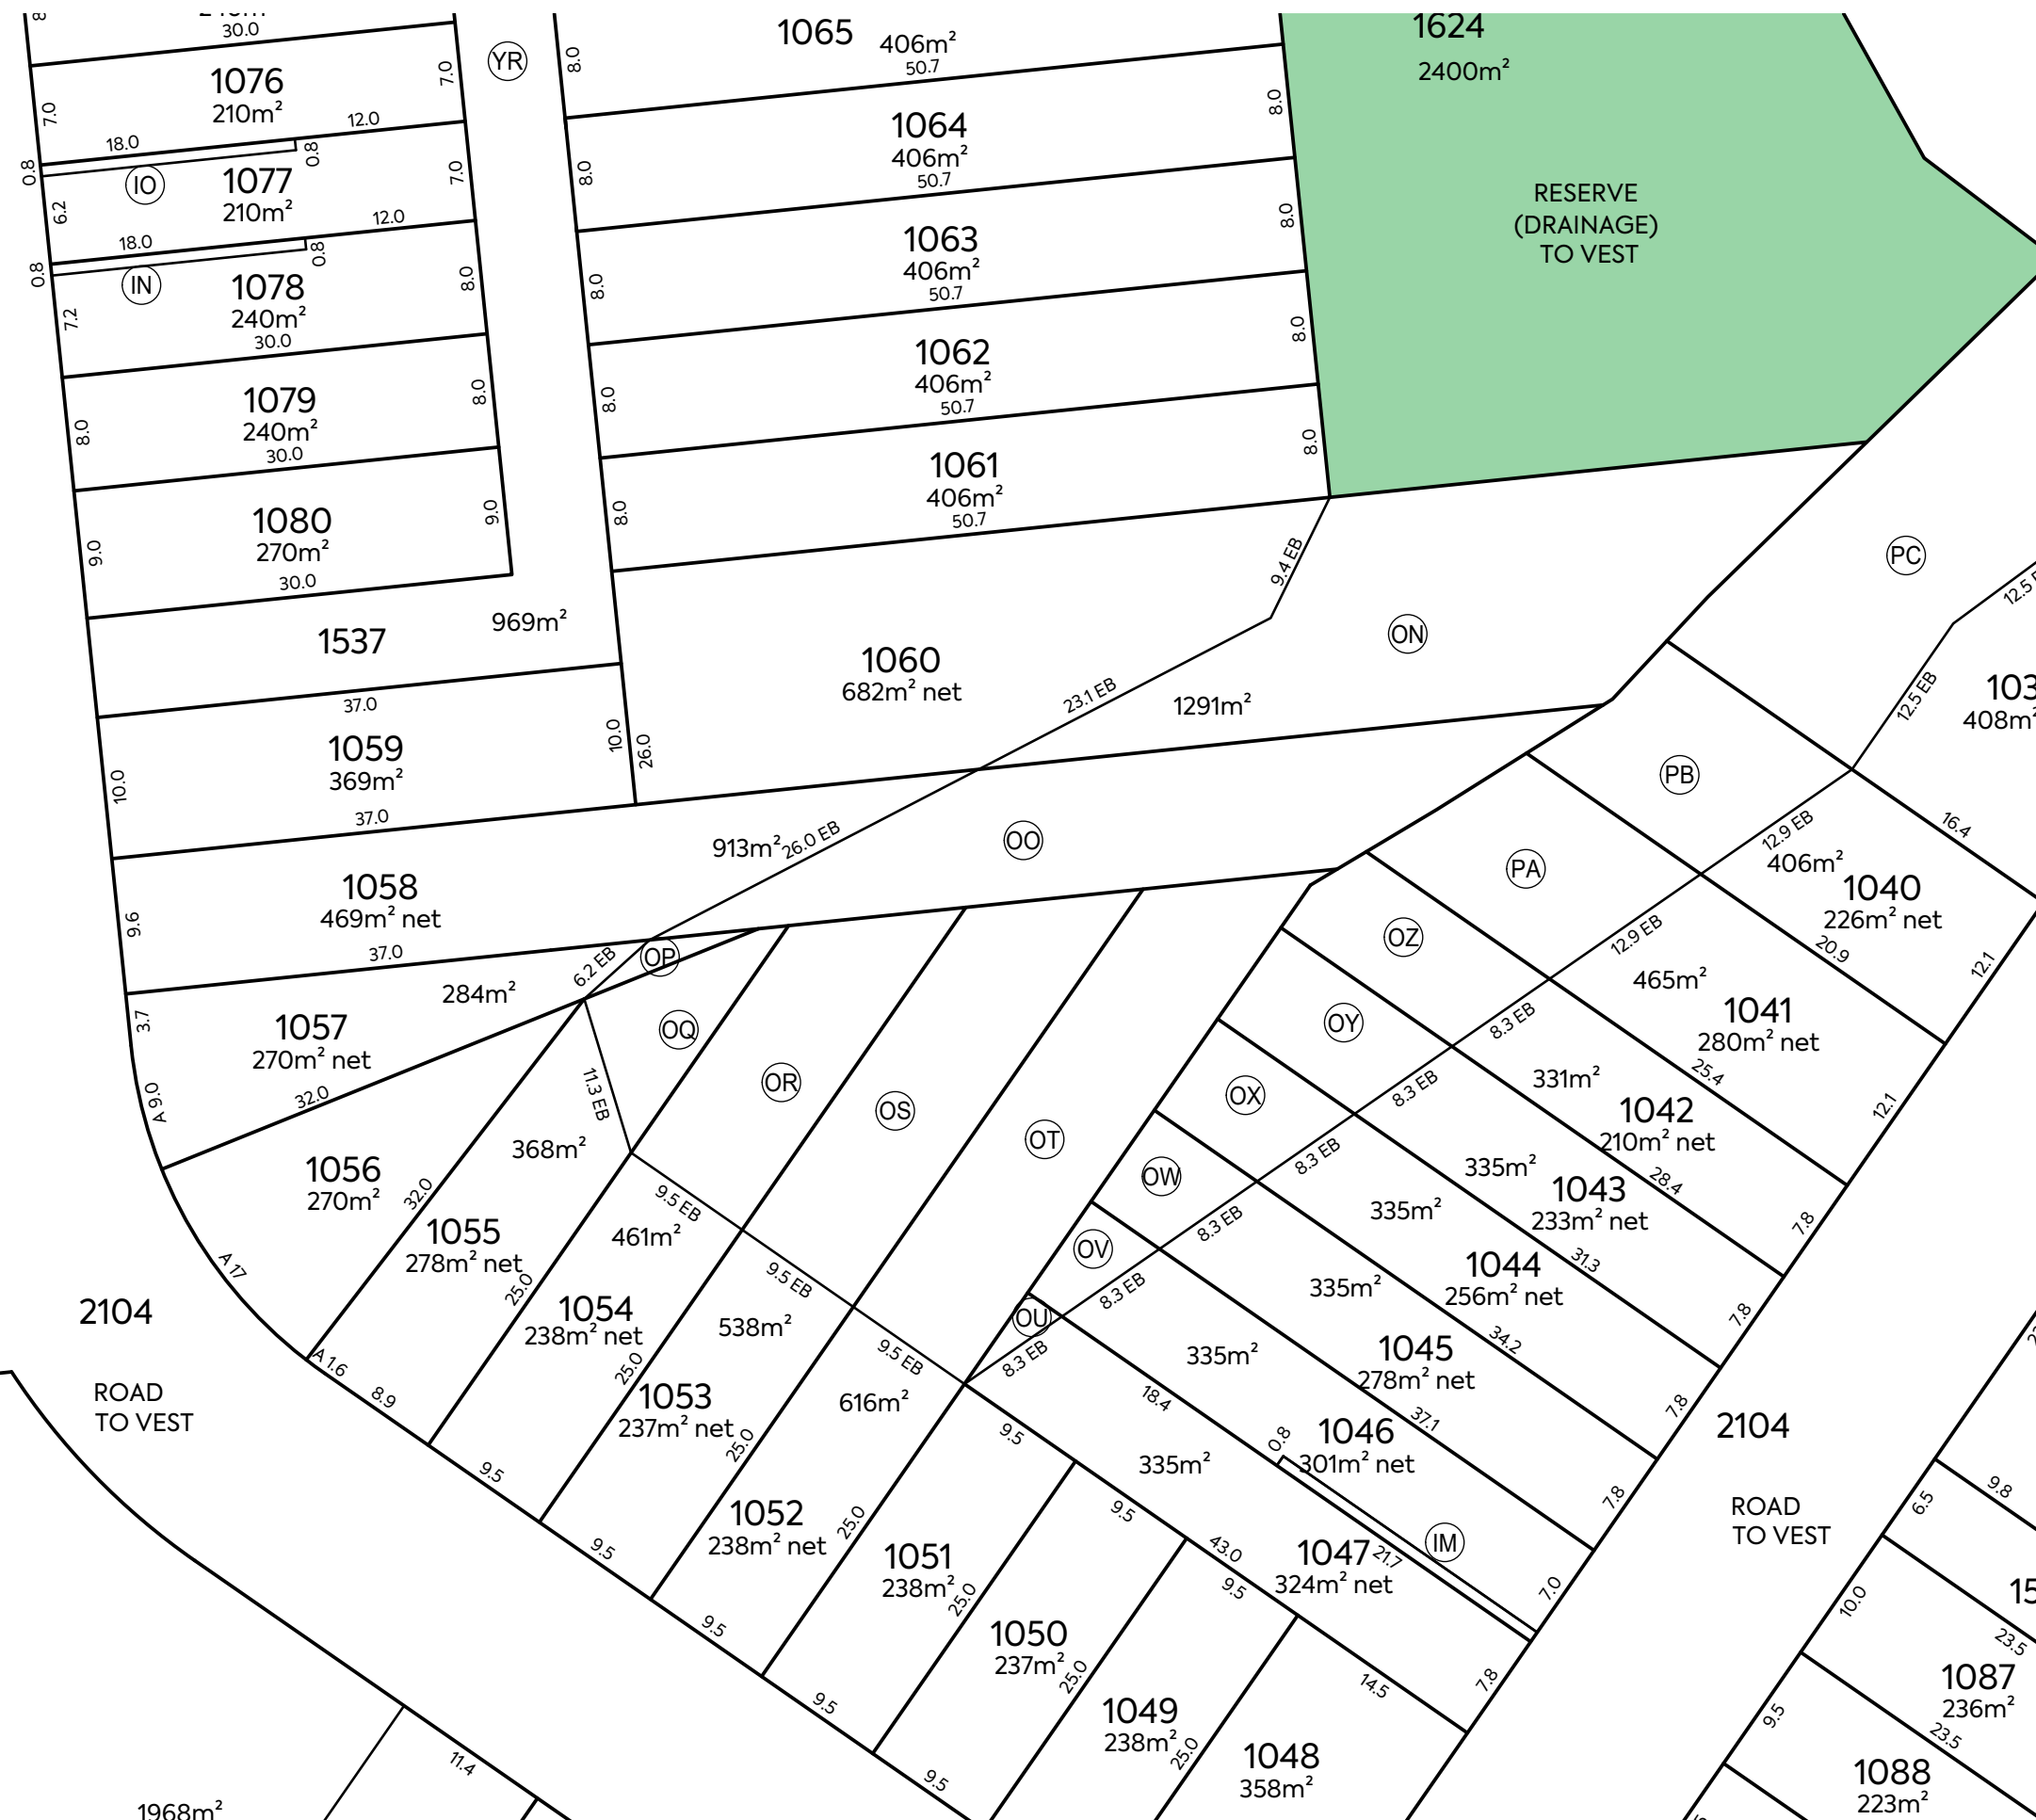 30.0
1076
210m²
7.0
7.0
18.0
12.0
0.8
0.8
IO
1077
210m²
6.2
7.0
18.0
12.0
0.8
0.8
IN
1078
240m²
30.0
7.2
8.0
1079
240m²
30.0
8.0
8.0
1080
270m²
30.0
9.0
9.0
YR
1537
969m²
37.0
1059
369m²
37.0
10.0
10.0
26.0
1065
406m²
50.7
8.0
1064
406m²
50.7
8.0
8.0
1063
406m²
50.7
8.0
8.0
1062
406m²
50.7
8.0
8.0
1061
406m²
50.7
8.0
8.0
1624
2400m²
RESERVE
(DRAINAGE)
TO VEST
1060
682m² net
1291m²
9.4 EB
23.1 EB
ON
PC
12.5 EB
408m²
1058
469m² net
913m²
26.0 EB
OO
9.6
37.0
1057
270m² net
284m²
3.7
A 9.0
32.0
6.2 EB
OP
1056
270m²
A 17
32.0
1055
278m² net
368m²
11.3 EB
OQ
A 1.6
8.9
25.0
1054
238m² net
461m²
9.5 EB
OR
9.5
25.0
1053
237m² net
538m²
9.5 EB
OS
9.5
25.0
1052
238m² net
616m²
9.5 EB
OT
9.5
25.0
1051
238m²
9.5
9.5
25.0
1050
237m²
9.5
9.5
25.0
1049
238m²
9.5
25.0
1048
358m²
14.5
PB
12.9 EB
406m²
1040
226m² net
16.4
20.9
12.1
PA
12.9 EB
465m²
1041
280m² net
25.4
12.1
OZ
8.3 EB
331m²
1042
210m² net
28.4
7.8
OY
8.3 EB
335m²
1043
233m² net
31.3
7.8
OX
8.3 EB
335m²
1044
256m² net
34.2
7.8
OW
8.3 EB
335m²
1045
278m² net
37.1
7.8
OV
8.3 EB
335m²
1046
301m² net
18.4
0.8
21.7
IM
7.0
OU
8.3 EB
335m²
1047
324m² net
43.0
7.8
2104
ROAD
TO VEST
2104
ROAD
TO VEST
11.4
1968m²
9.8
6.5
10.0
23.5
1087
236m²
9.5
23.5
1088
223m²